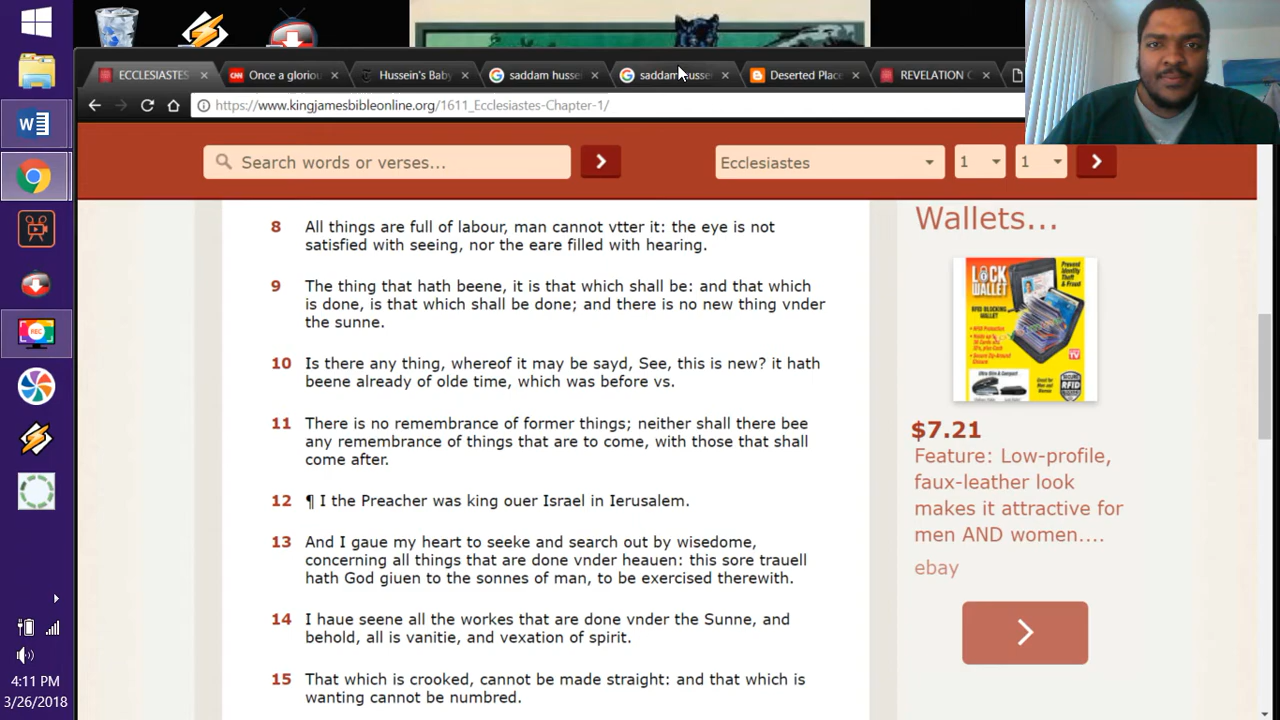 ECCLESIASTES
Once a gloriou
Hussein's Baby
saddam husse
saddam husse
Deserted Place
REVELATION C
https://www.kingjamesbibleonline.org/1611_Ecclesiastes-Chapter-1/
Search words or verses...
Ecclesiastes
1
1
8 All things are full of labour, man cannot vtter it: the eye is not
satisfied with seeing, nor the eare filled with hearing.
9 The thing that hath beene, it is that which shall be: and that which
is done, is that which shall be done; and there is no new thing vnder
the sunne.
10 Is there any thing, whereof it may be sayd, See, this is new? it hath
beene already of olde time, which was before vs.
11 There is no remembrance of former things; neither shall there bee
any remembrance of things that are to come, with those that shall
come after.
12 ¶ I the Preacher was king ouer Israel in Ierusalem.
13 And I gaue my heart to seeke and search out by wisedome,
concerning all things that are done vnder heauen: this sore trauell
hath God giuen to the sonnes of man, to be exercised therewith.
14 I haue seene all the workes that are done vnder the Sunne, and
behold, all is vanitie, and vexation of spirit.
15 That which is crooked, cannot be made straight: and that which is
wanting cannot be numbred.
Wallets...
LOCK
WALLET
$7.21
Feature: Low-profile,
faux-leather look
makes it attractive for
men AND women....
ebay
REC
4:11 PM
3/26/2018